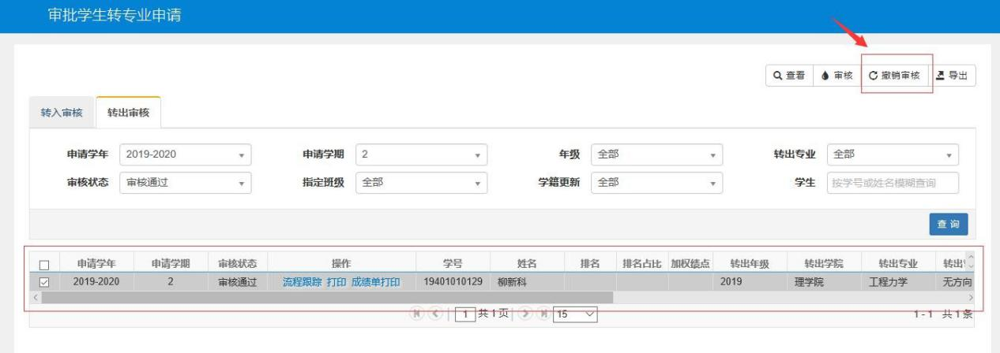 审批学生转专业申请
查看 审核 撤销审核 导出
转入审核 转出审核
申请学年 2019-2020 申请学期 2 年级 全部 转出专业 全部
审核状态 审核通过 指定班级 全部 学籍更新 全部 学生 按学号或姓名模糊查询
查询
申请学年 申请学期 审核状态 操作 学号 姓名 排名 排名占比 加权绩点 转出年级 转出学院 转出专业 转出
2019-2020 2 审核通过 流程跟踪 打印 成绩单打印 19401010129 柳新科 2019 理学院 工程力学 无方向
1 共1页 15 1 - 1 共1条